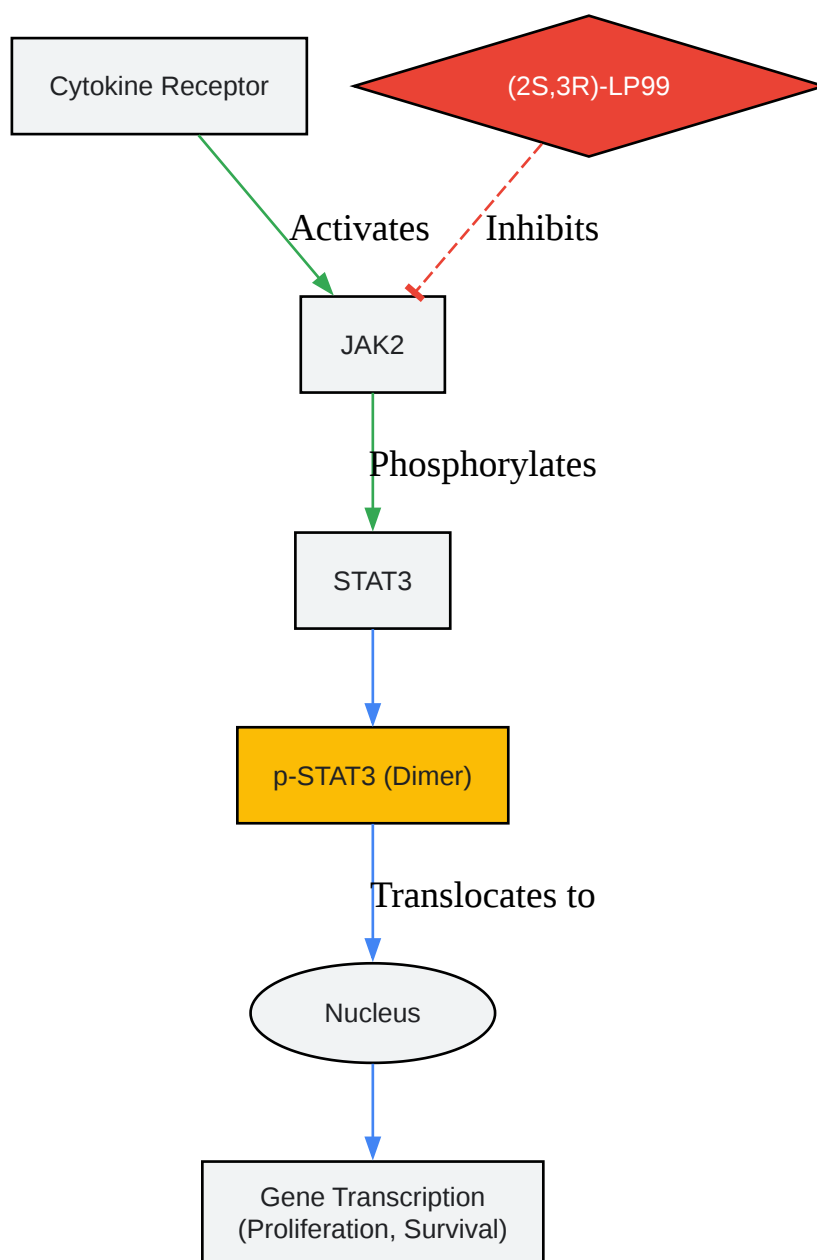 Cytokine Receptor
(2S,3R)-LP99
Activates
Inhibits
JAK2
Phosphorylates
STAT3
p-STAT3 (Dimer)
Translocates to
Nucleus
Gene Transcription
(Proliferation, Survival)